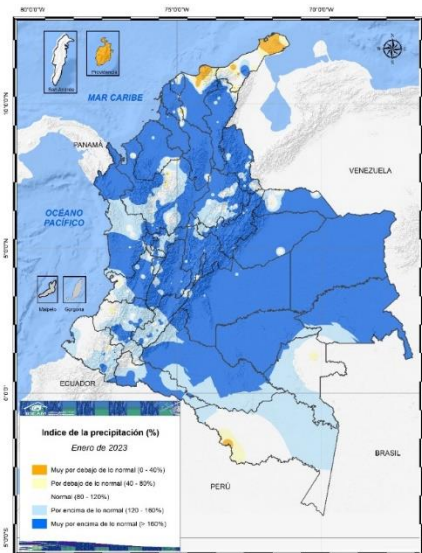 80°0'0"W
75°0'0"W
70°0'0"W
San Andrés
Providencia
MAR CARIBE
10°0'0"N
PANAMÁ
VENEZUELA
OCÉANO
PACÍFICO
5°0'0"N
Malpelo
Gorgona
ECUADOR
0°0'0"
BRASIL
PERÚ
5°0'0"S
Indice de la precipitación (%)
Enero de 2023
Muy por debajo de lo normal (0 - 40%)
Por debajo de lo normal (40 - 80%)
Normal (80 - 120%)
Por encima de lo normal (120 - 160%)
Muy por encima de lo normal (> 160%)